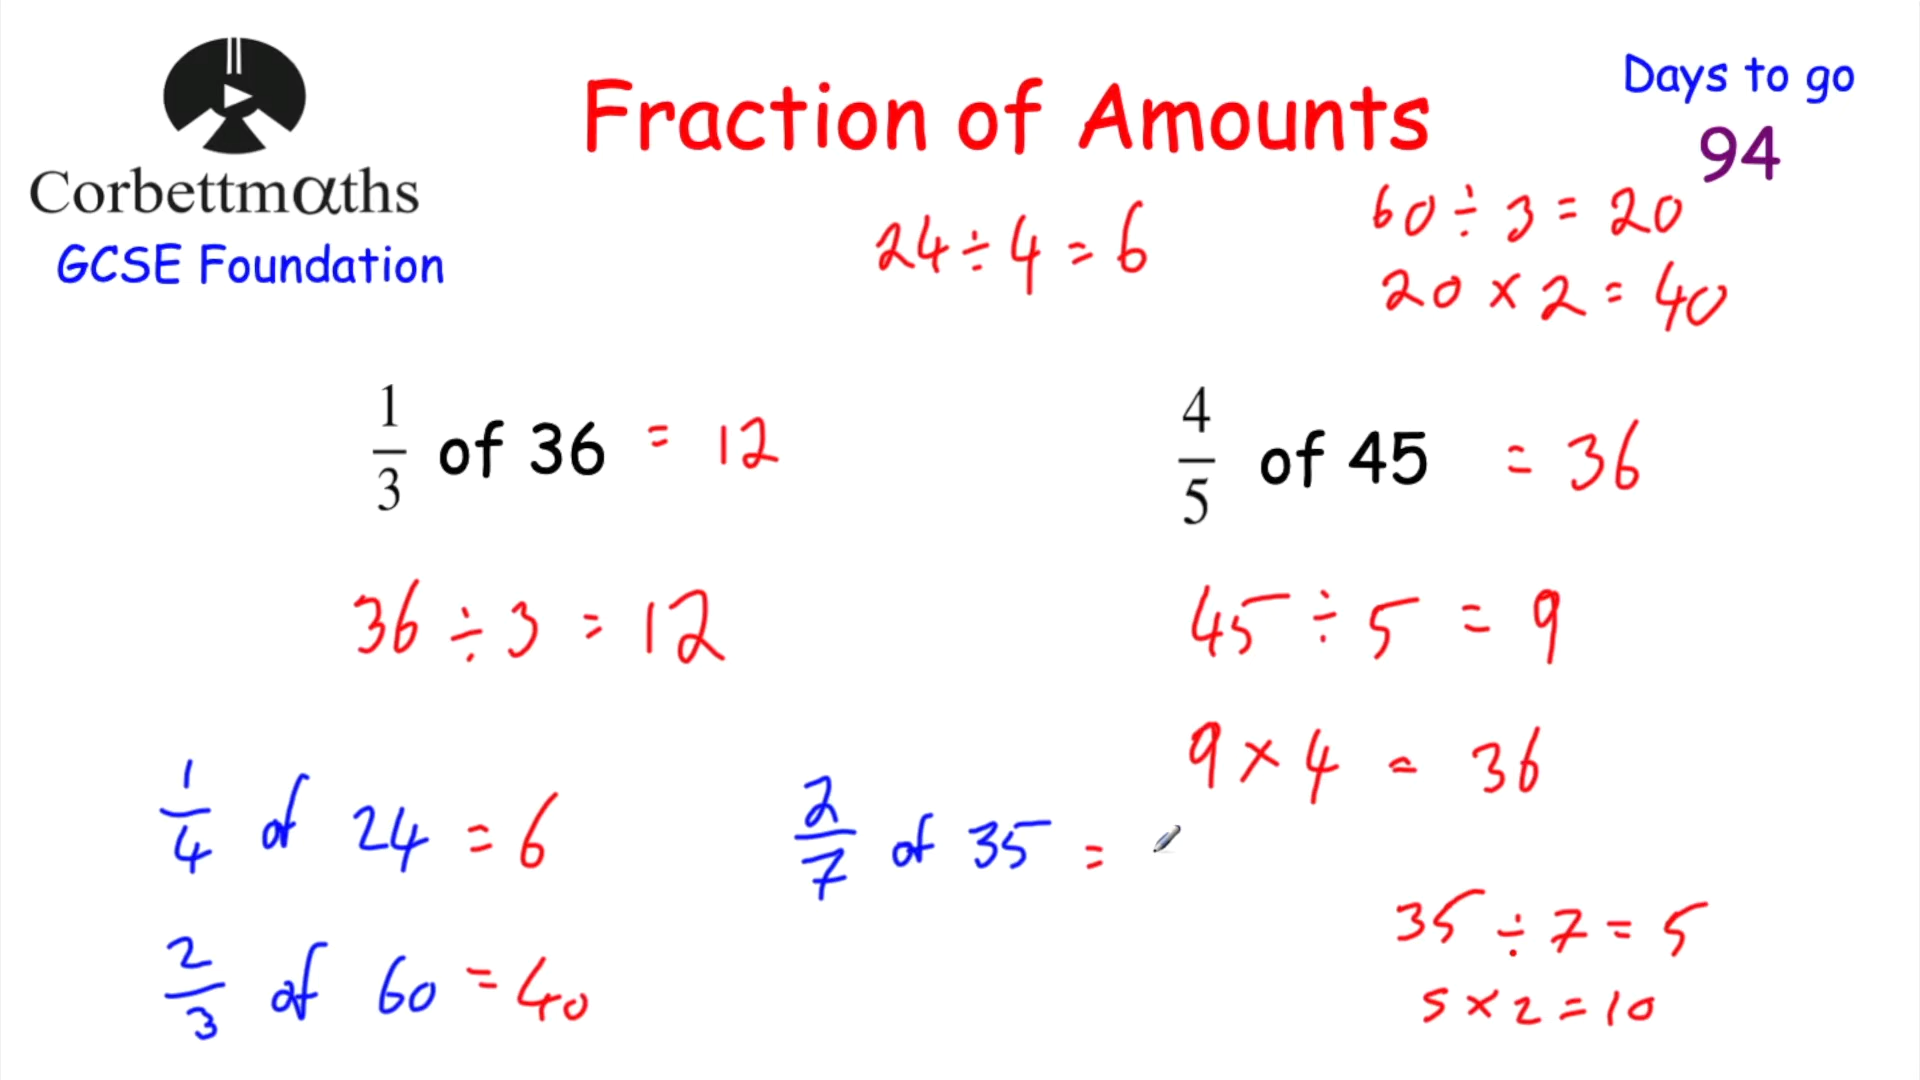 Corbettmαths
GCSE Foundation
Fraction of Amounts
Days to go
94
24 ÷ 4 = 6
60 ÷ 3 = 20
20 × 2 = 40
1/3 of 36 = 12
36 ÷ 3 = 12
4/5 of 45 = 36
45 ÷ 5 = 9
9 × 4 = 36
1/4 of 24 = 6
2/3 of 60 = 40
2/7 of 35 =
35 ÷ 7 = 5
5 × 2 = 10